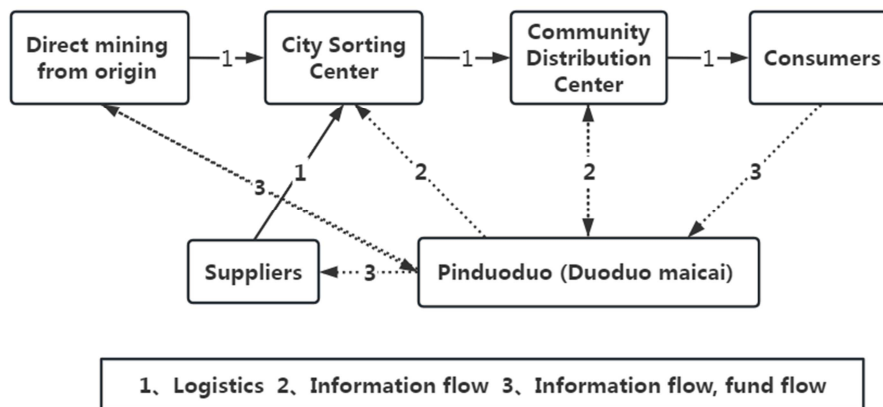 Direct mining
from origin
1
City Sorting
Center
1
Community
Distribution
Center
1
Consumers
3
1
2
2
3
Suppliers
3
Pinduoduo (Duoduo maicai)
1、Logistics 2、Information flow 3、Information flow, fund flow